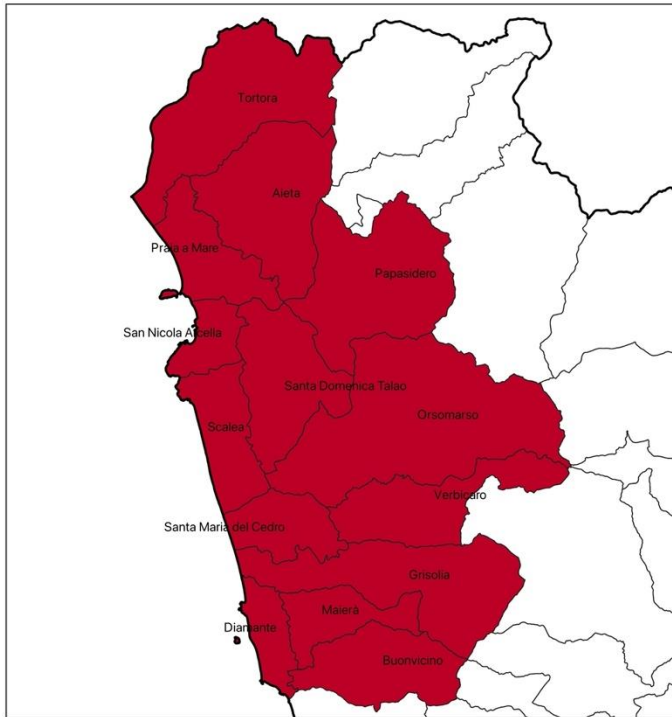 Tortora
Aieta
Praia a Mare
Papasidero
San Nicola Arcella
Santa Domenica Talao
Orsomarso
Scalea
Verbicaro
Santa Maria del Cedro
Grisolia
Maierà
Diamante
Buonvicino